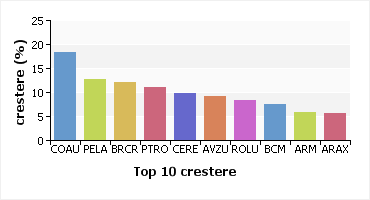 25
20
15
10
5
0
crestere (%)
COAU PELA BRCR PTRO CERE AVZU ROLU BCM ARM ARAX
Top 10 crestere